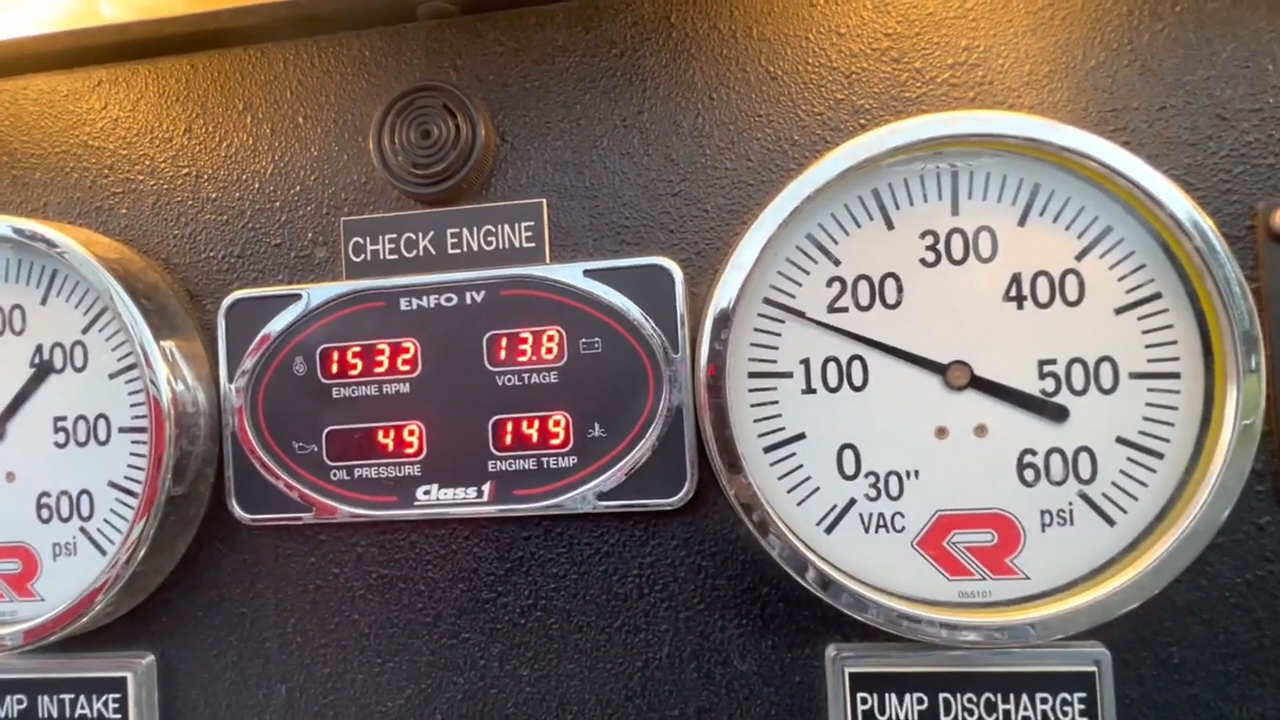 CHECK ENGINE
ENFO IV
1532
ENGINE RPM
13.8
VOLTAGE
49
OIL PRESSURE
149
ENGINE TEMP
Class1
400
500
600
psi
MP INTAKE
0
100
200
300
400
500
600
30"
VAC
psi
R
055101
PUMP DISCHARGE